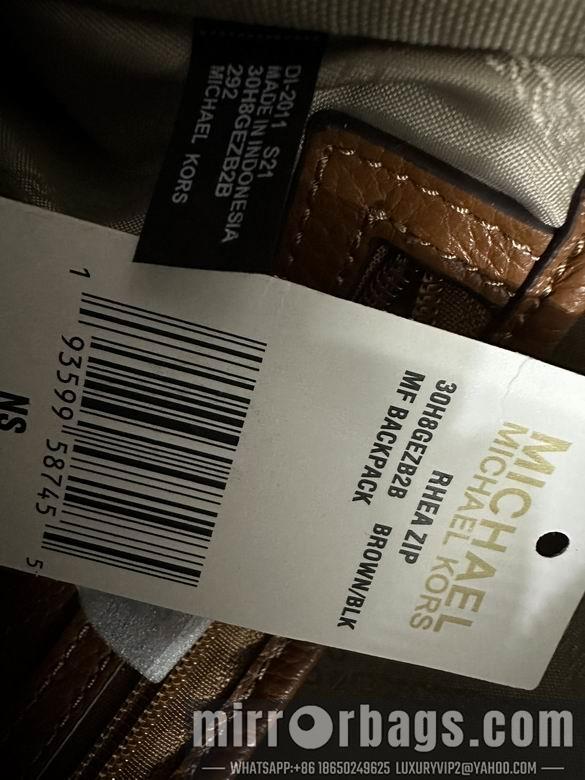 DI-2011 S21
MADE IN INDONESIA
30H8GEZB2B
292
MICHAEL KORS
MICHAEL
MICHAEL KORS
30H8GEZB2B RHEA ZIP
MF BACKPACK BROWN/BLK
1 93599 58745 5
NS
mirrorbags.com
WHATSAPP:+86 18650249625 LUXURYVIP2@YAHOO.COM